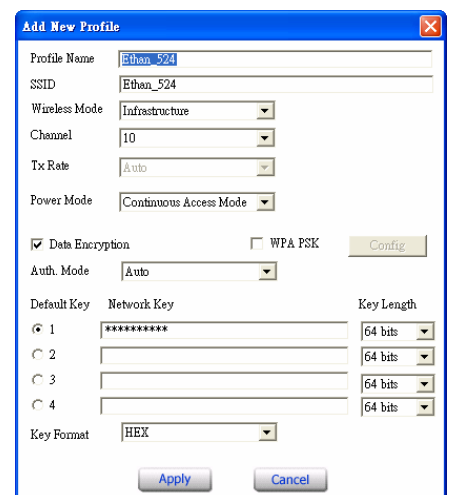 Add New Profile
Profile Name Ethan_524
SSID Ethan_524
Wireless Mode Infrastructure
Channel 10
Tx Rate Auto
Power Mode Continuous Access Mode
Data Encryption WPA PSK Config
Auth. Mode Auto
Default Key Network Key Key Length
1 ********** 64 bits
2 64 bits
3 64 bits
4 64 bits
Key Format HEX
Apply Cancel